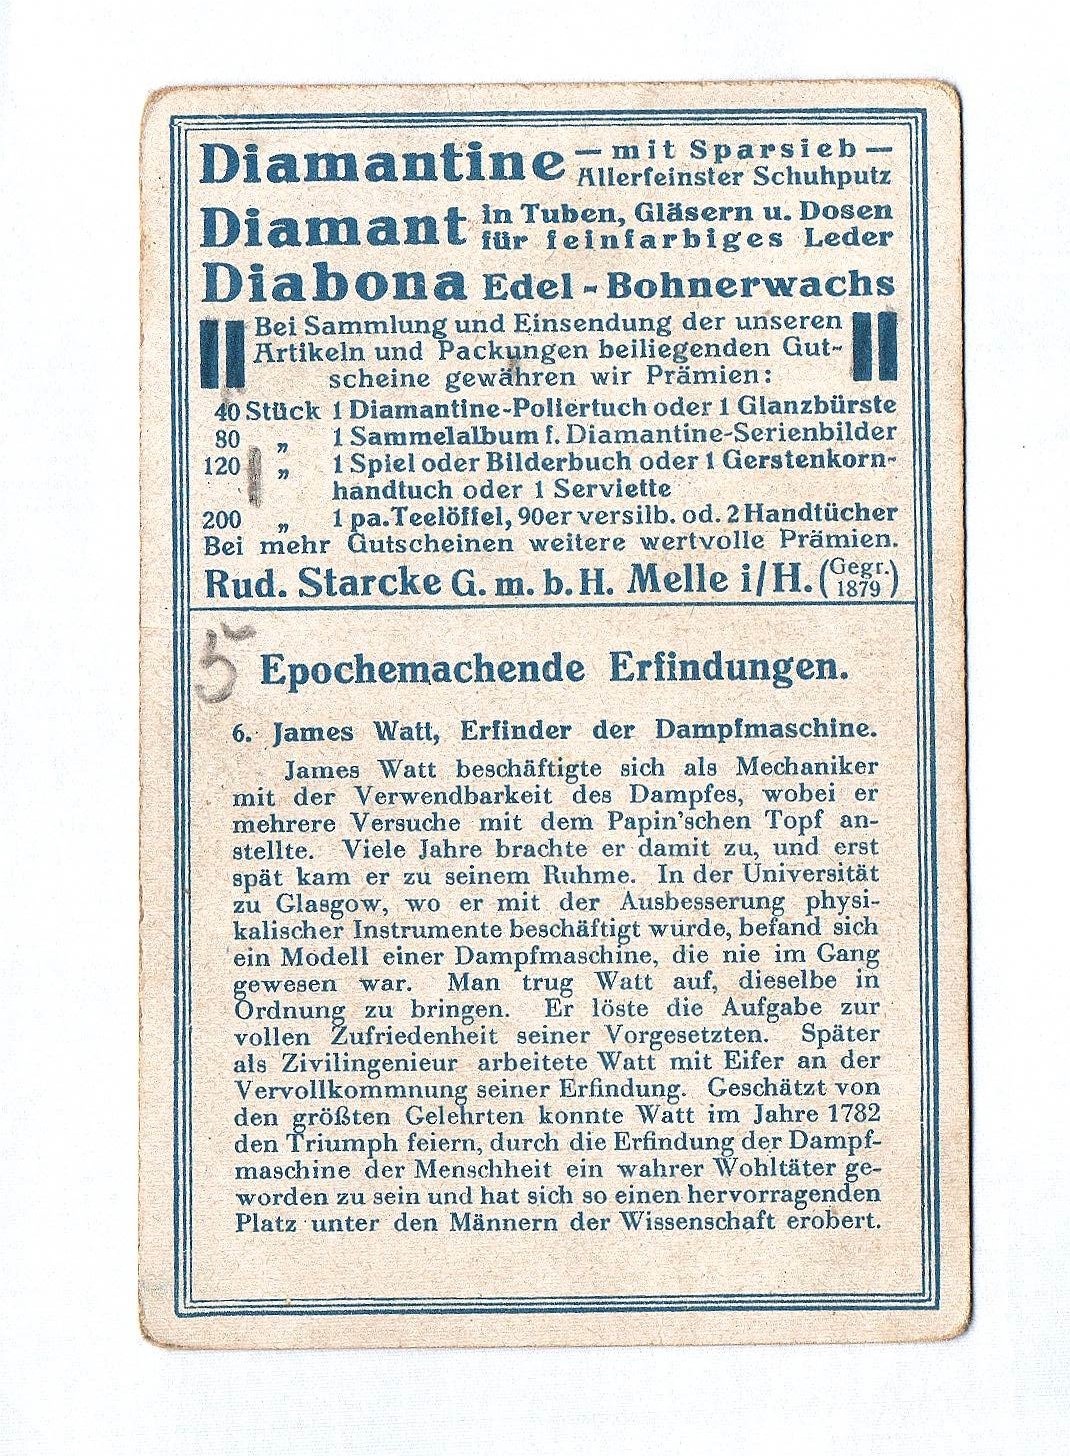 Diamantine — mit Sparsieb —
Allerfeinster Schuhputz
Diamant in Tuben, Gläsern u. Dosen
für feinfarbiges Leder
Diabona Edel-Bohnerwachs
Bei Sammlung und Einsendung der unseren
Artikeln und Packungen beiliegenden Gut-
scheine gewähren wir Prämien:
40 Stück 1 Diamantine-Poliertuch oder 1 Glanzbürste
80 „ 1 Sammelalbum f. Diamantine-Serienbilder
120 „ 1 Spiel oder Bilderbuch oder 1 Gerstenkorn-
handtuch oder 1 Serviette
200 „ 1 pa. Teelöffel, 90er versilb. od. 2 Handtücher
Bei mehr Gutscheinen weitere wertvolle Prämien.
Rud. Starcke G. m. b. H. Melle i/H. (Gegr. 1879)
5
Epochemachende Erfindungen.
6. James Watt, Erfinder der Dampfmaschine.
James Watt beschäftigte sich als Mechaniker
mit der Verwendbarkeit des Dampfes, wobei er
mehrere Versuche mit dem Papin'schen Topf an-
stellte. Viele Jahre brachte er damit zu, und erst
spät kam er zu seinem Ruhme. In der Universität
zu Glasgow, wo er mit der Ausbesserung physi-
kalischer Instrumente beschäftigt wurde, befand sich
ein Modell einer Dampfmaschine, die nie im Gang
gewesen war. Man trug Watt auf, dieselbe in
Ordnung zu bringen. Er löste die Aufgabe zur
vollen Zufriedenheit seiner Vorgesetzten. Später
als Zivilingenieur arbeitete Watt mit Eifer an der
Vervollkommnung seiner Erfindung. Geschätzt von
den größten Gelehrten konnte Watt im Jahre 1782
den Triumph feiern, durch die Erfindung der Dampf-
maschine der Menschheit ein wahrer Wohltäter ge-
worden zu sein und hat sich so einen hervorragenden
Platz unter den Männern der Wissenschaft erobert.